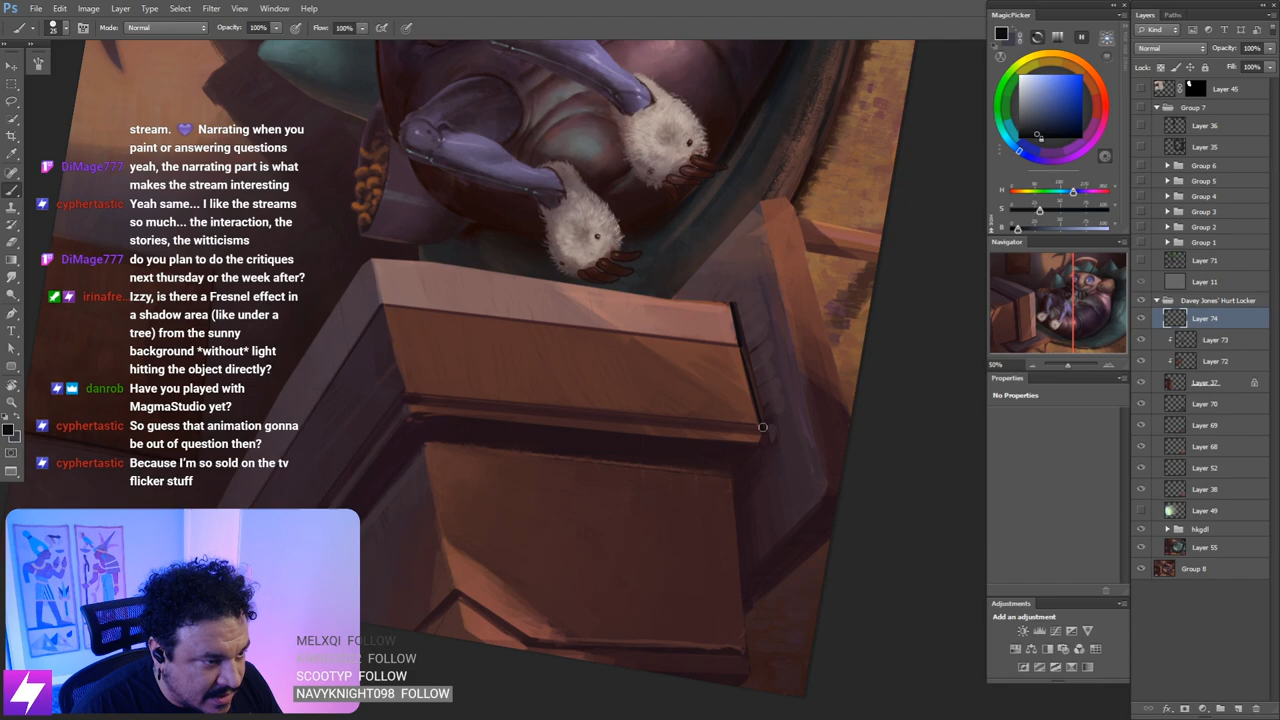 Ps File Edit Image Layer Type Select Filter View Window Help
25 Mode: Normal Opacity: 100% Flow: 100%
stream. 💜 Narrating when you
paint or answering questions
DiMage777 yeah, the narrating part is what
makes the stream interesting
cyphertastic Yeah same... I like the streams
so much... the interaction, the
stories, the witticisms
DiMage777 do you plan to do the critiques
next thursday or the week after?
irinafre... Izzy, is there a Fresnel effect in
a shadow area (like under a
tree) from the sunny
background *without* light
hitting the object directly?
danrob Have you played with
MagmaStudio yet?
cyphertastic So guess that animation gonna
be out of question then?
cyphertastic Because I'm so sold on the tv
flicker stuff
MELXQI FOLLOW
FOLLOW
SCOOTYP FOLLOW
NAVYKNIGHT098 FOLLOW
MagicPicker
H
H
S
B
Navigator
50%
Properties
No Properties
Adjustments
Add an adjustment
Layers Paths
Kind
Normal Opacity: 100%
Lock: Fill: 100%
Layer 45
Group 7
Layer 36
Layer 35
Group 6
Group 5
Group 4
Group 3
Group 2
Group 1
Layer 71
Layer 11
Davey Jones' Hurt Locker
Layer 74
Layer 73
Layer 72
Layer 37
Layer 70
Layer 69
Layer 68
Layer 52
Layer 38
Layer 49
hkgdl
Layer 55
Group 8
fx